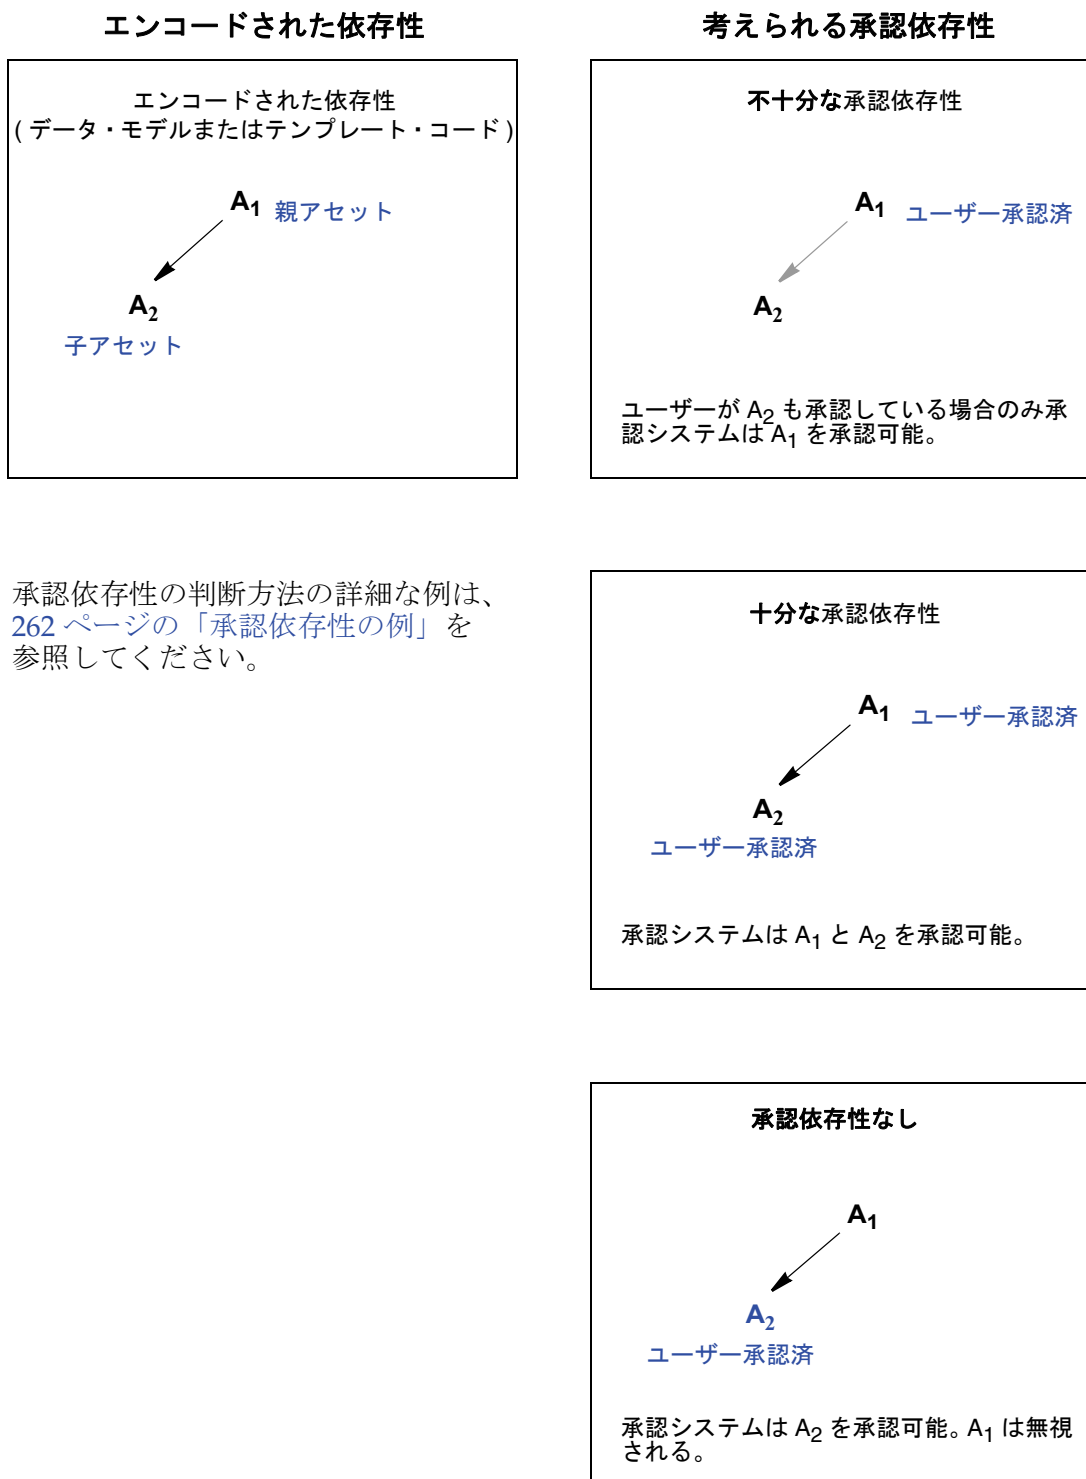 エンコードされた依存性
エンコードされた依存性
( データ・モデルまたはテンプレート・コード )
A1 親アセット
A2
子アセット
承認依存性の判断方法の詳細な例は、
262 ページの「承認依存性の例」を
参照してください。
考えられる承認依存性
不十分な承認依存性
A1 ユーザー承認済
A2
ユーザーが A2 も承認している場合のみ承
認システムは A1 を承認可能。
十分な承認依存性
A1 ユーザー承認済
A2
ユーザー承認済
承認システムは A1 と A2 を承認可能。
承認依存性なし
A1
A2
ユーザー承認済
承認システムは A2 を承認可能。A1 は無視
される。